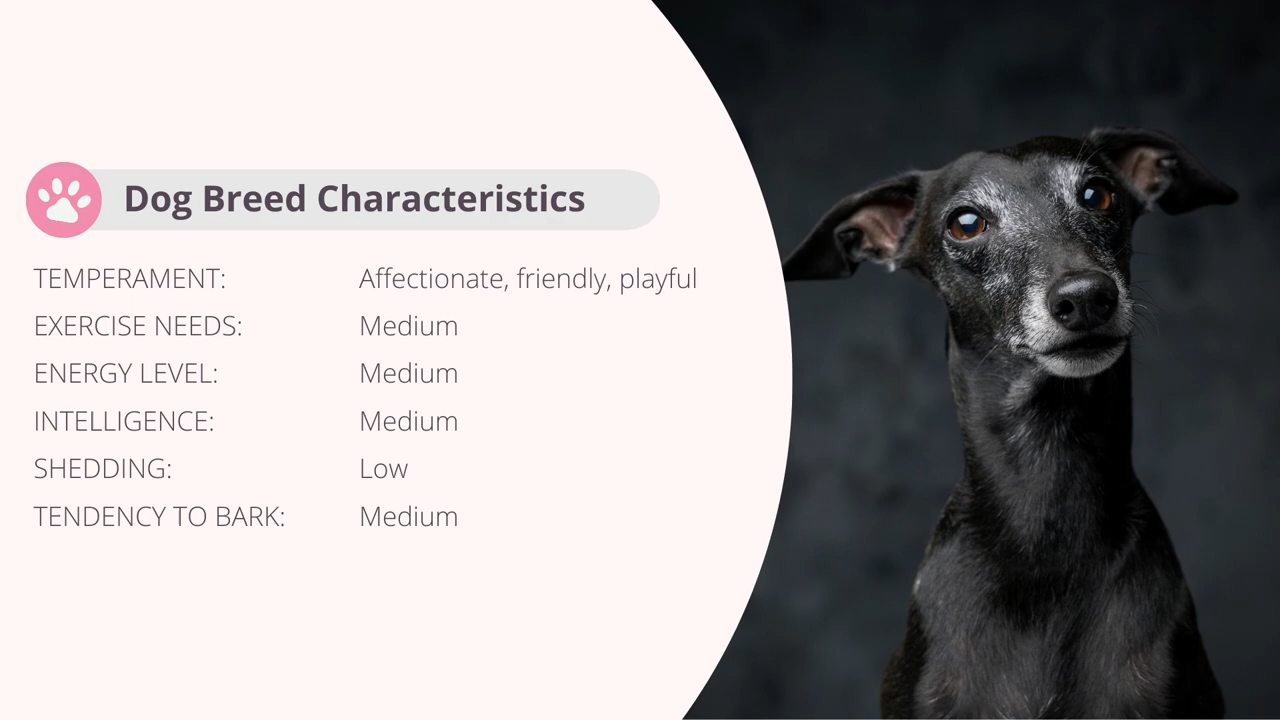 Dog Breed Characteristics
TEMPERAMENT: Affectionate, friendly, playful
EXERCISE NEEDS: Medium
ENERGY LEVEL: Medium
INTELLIGENCE: Medium
SHEDDING: Low
TENDENCY TO BARK: Medium